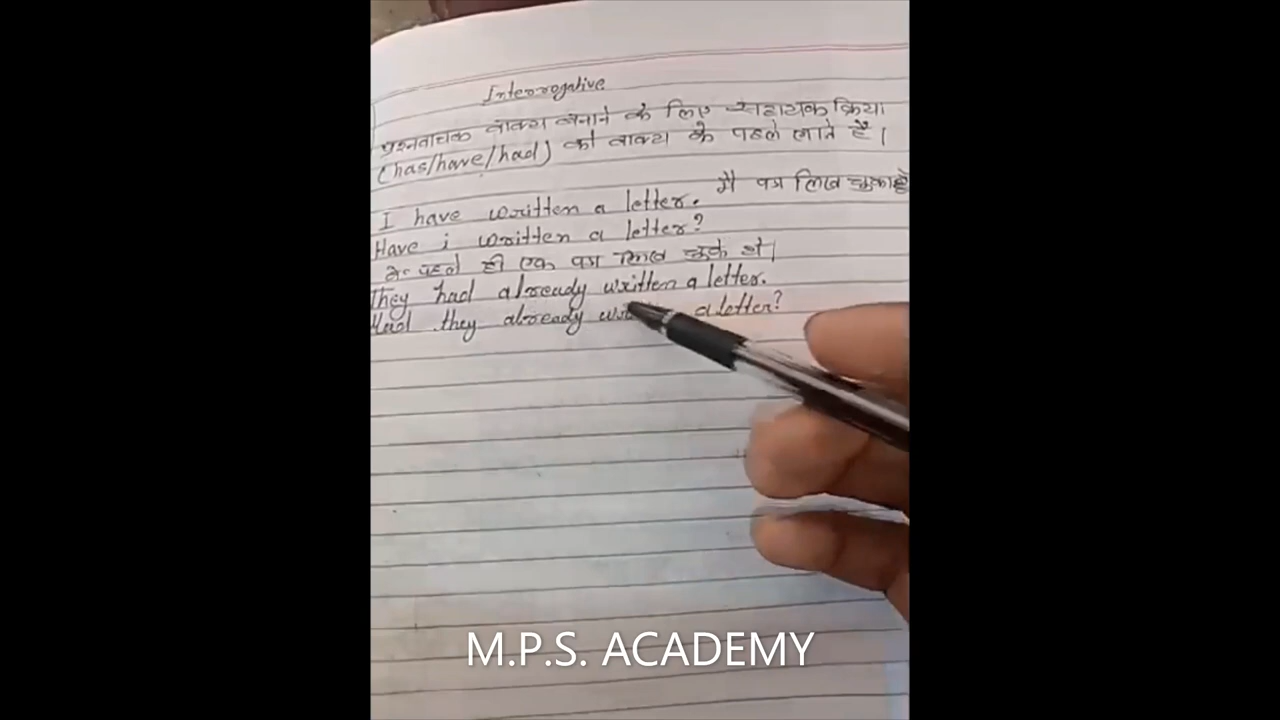 Interrogative
प्रश्नवाचक वाक्य बनाने के लिए सहायक क्रिया
(has/have/had) को वाक्य के पहले लाते है।
I have written a letter. मै पत्र लिख चुका हूँ
Have i written a letter?
वे पहले ही एक पत्र लिख चुके थे।
They had already written a letter.
Had they already a letter?
M.P.S. ACADEMY